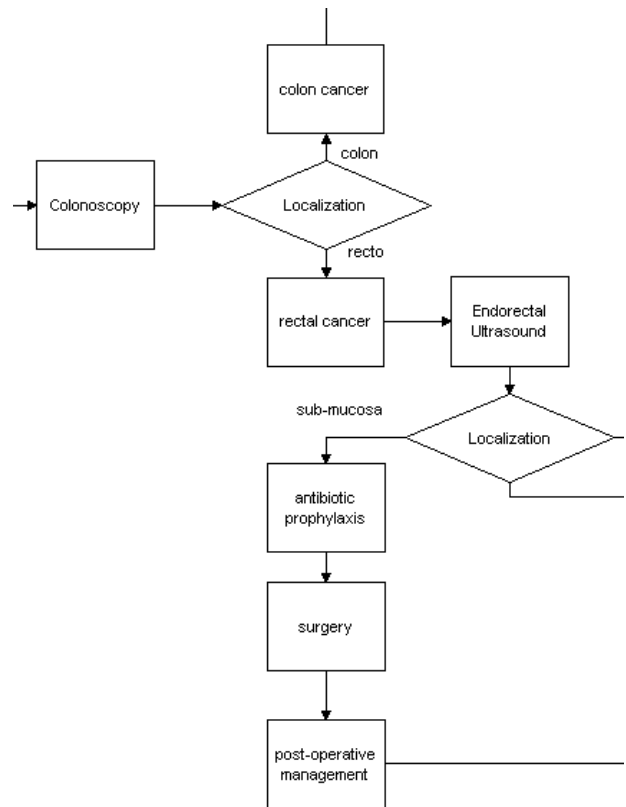 colon cancer
colon
Colonoscopy
Localization
recto
rectal cancer
Endorectal
Ultrasound
sub-mucosa
Localization
antibiotic
prophylaxis
surgery
post-operative
management